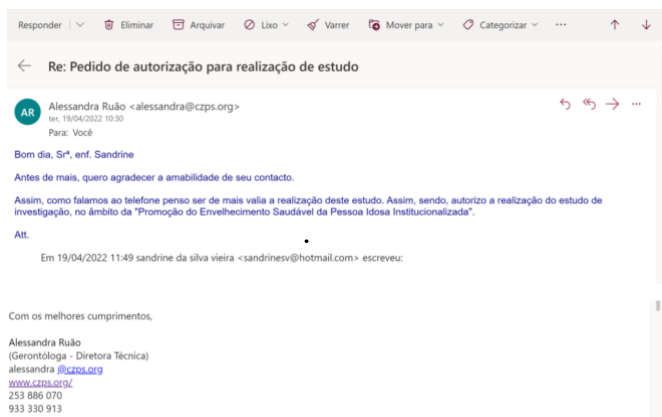 Responder Eliminar Arquivar Lixo Varrer Mover para Categorizar ...
Re: Pedido de autorização para realização de estudo
AR
Alessandra Ruão <alessandra@czps.org>
ter, 19/04/2022 10:30
Para: Você
Bom dia, Srª, enf. Sandrine
Antes de mais, quero agradecer a amabilidade de seu contacto.
Assim, como falamos ao telefone penso ser de mais valia a realização deste estudo. Assim, sendo, autorizo a realização do estudo de
investigação, no âmbito da "Promoção do Envelhecimento Saudável da Pessoa Idosa Institucionalizada".
Att.
Em 19/04/2022 11:49 sandrine da silva vieira <sandrinesv@hotmail.com> escreveu:
Com os melhores cumprimentos,
Alessandra Ruão
(Gerontóloga - Diretora Técnica)
alessandra @czps.org
www.czps.org/
253 886 070
933 330 913